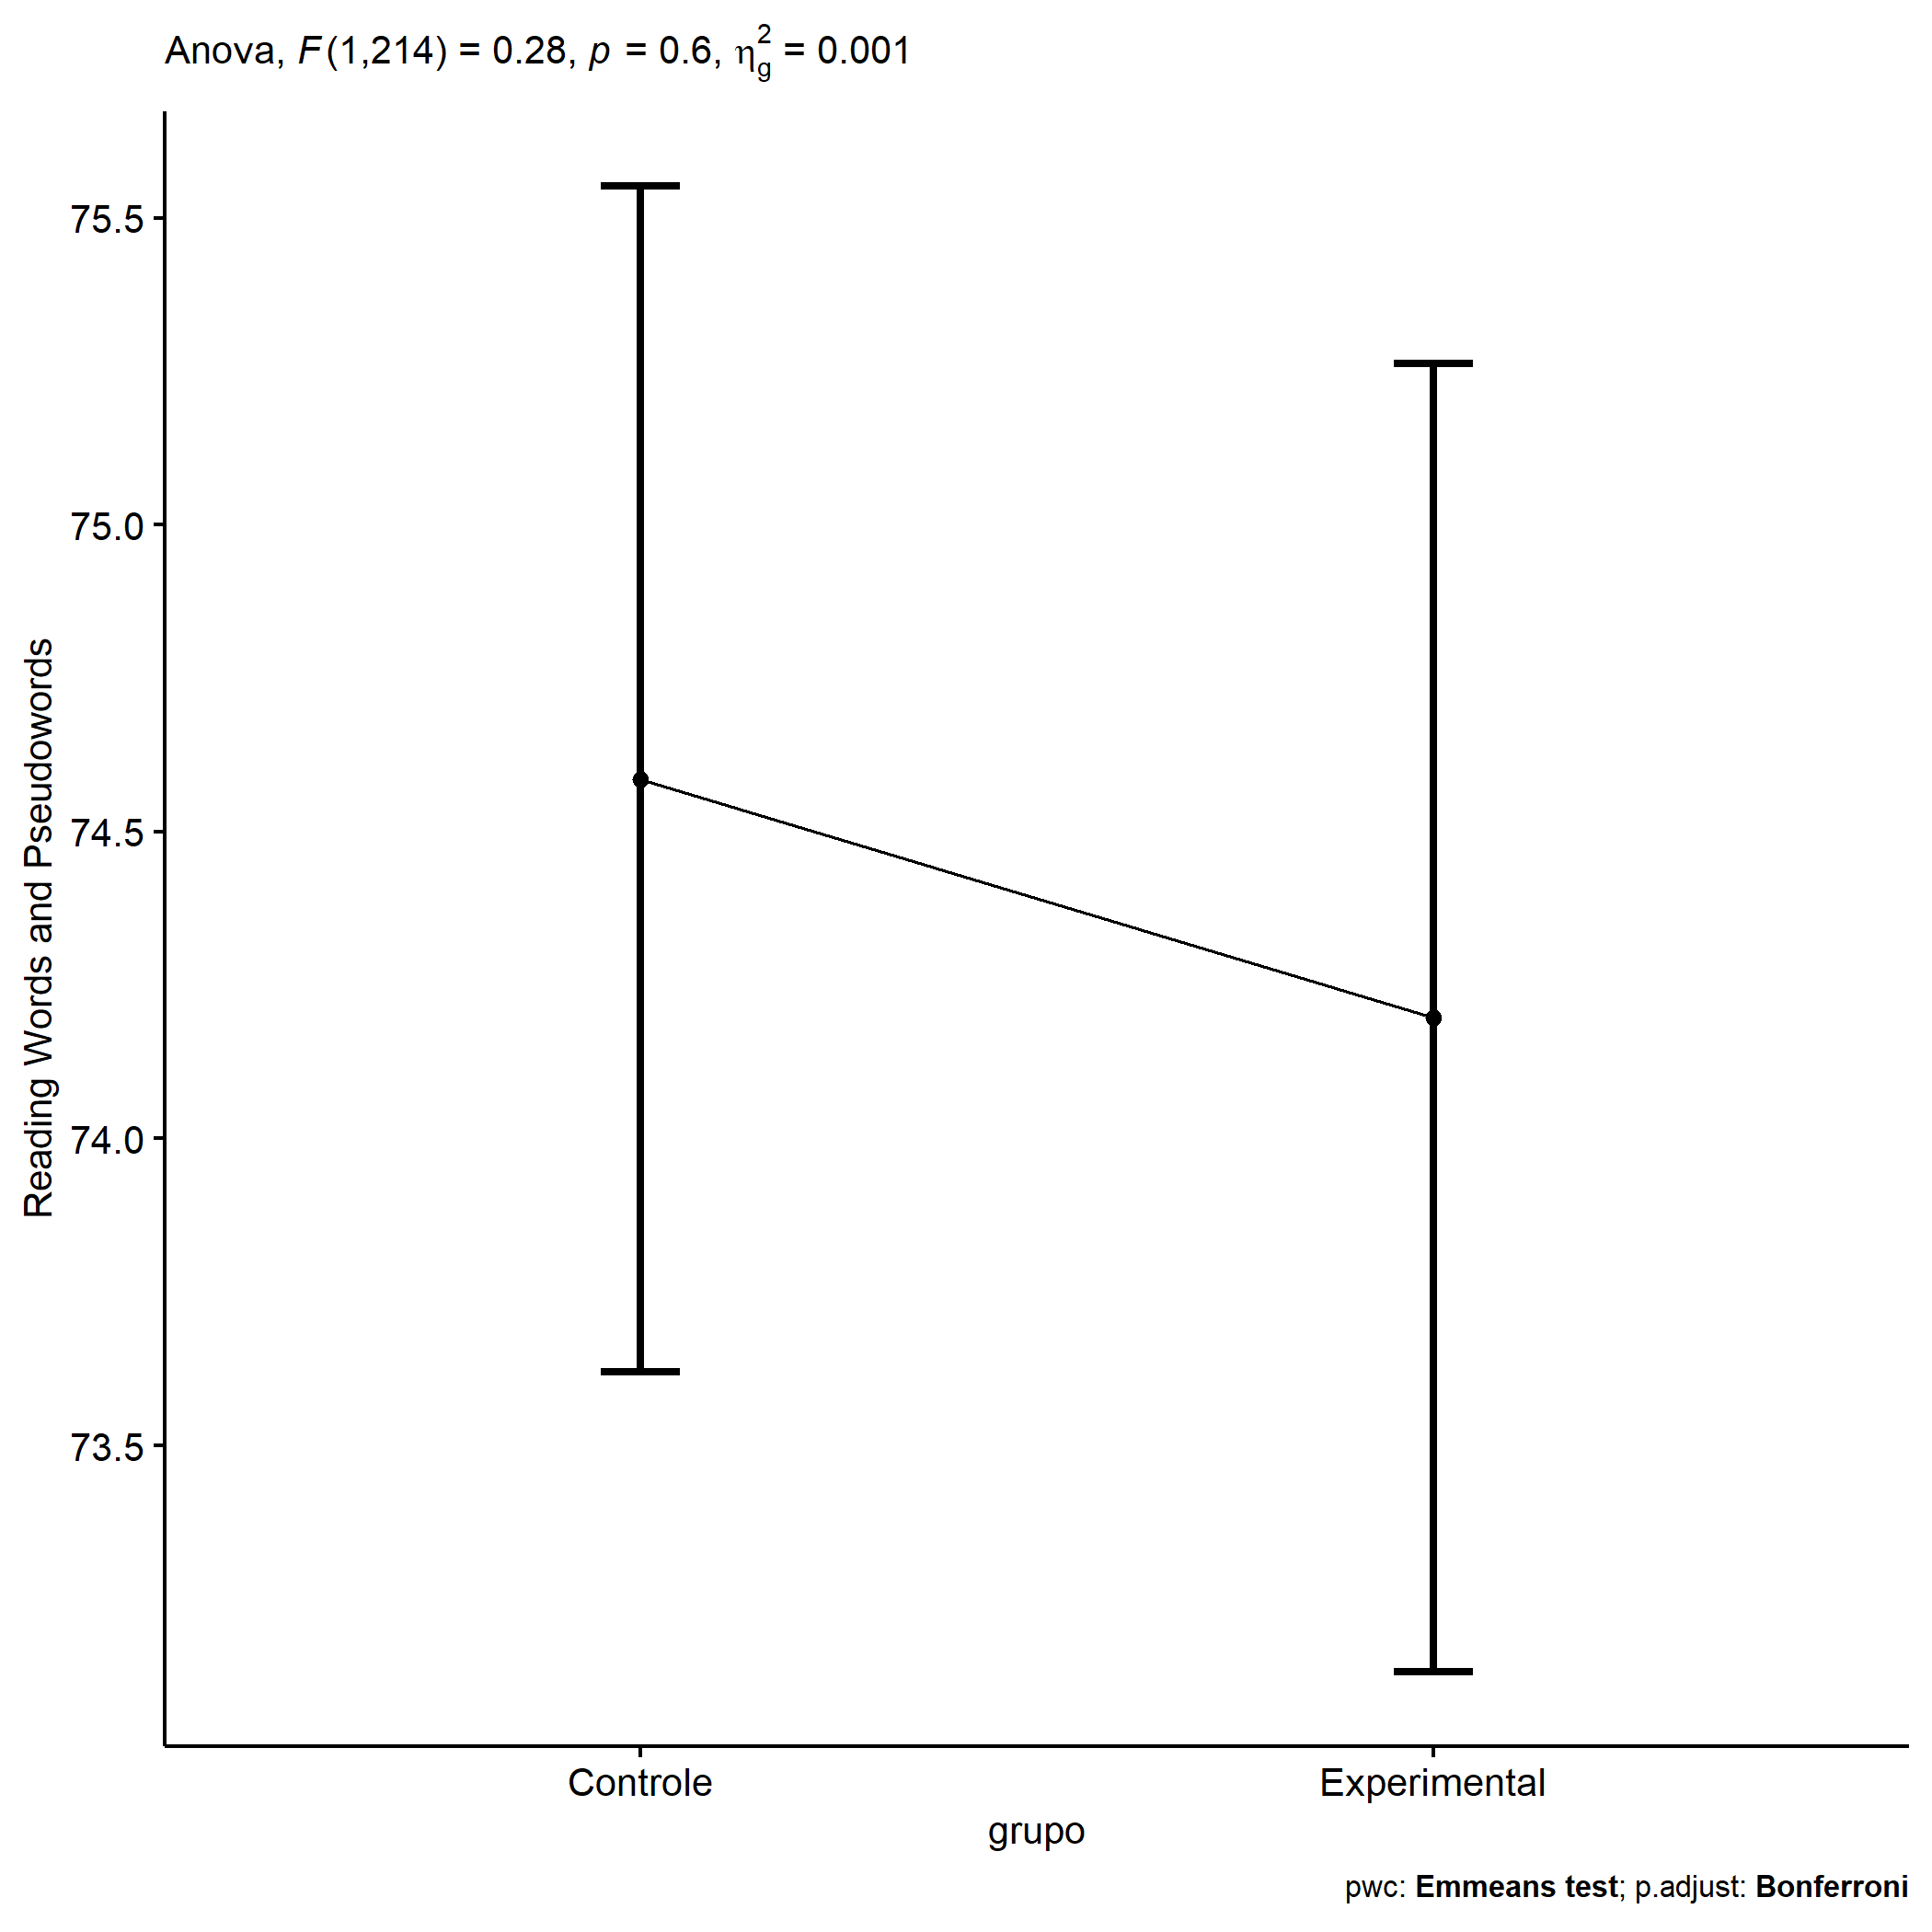 Anova, F(1,214) = 0.28, p = 0.6, η²g = 0.001
Reading Words and Pseudowords
75.5
75.0
74.5
74.0
73.5
Controle Experimental
grupo
pwc: Emmeans test; p.adjust: Bonferroni